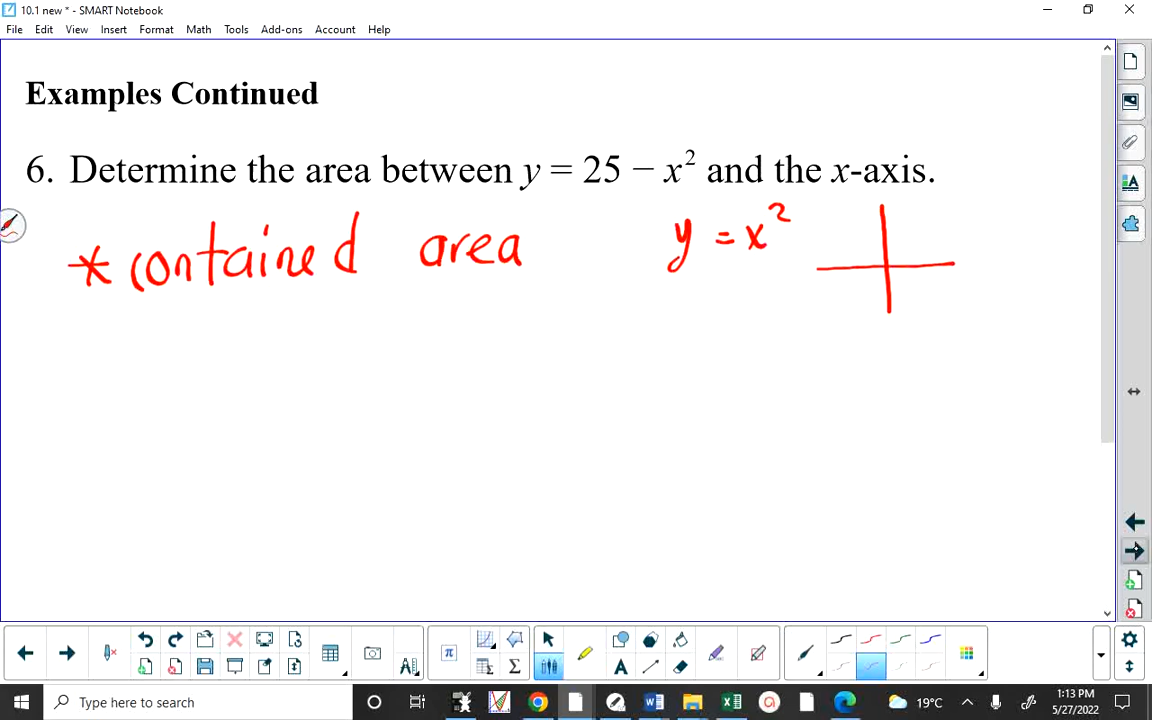 10.1 new * - SMART Notebook
File Edit View Insert Format Math Tools Add-ons Account Help
Examples Continued
6. Determine the area between y = 25 − x² and the x-axis.
*contained area y = x²
Type here to search
19°C
1:13 PM
5/27/2022